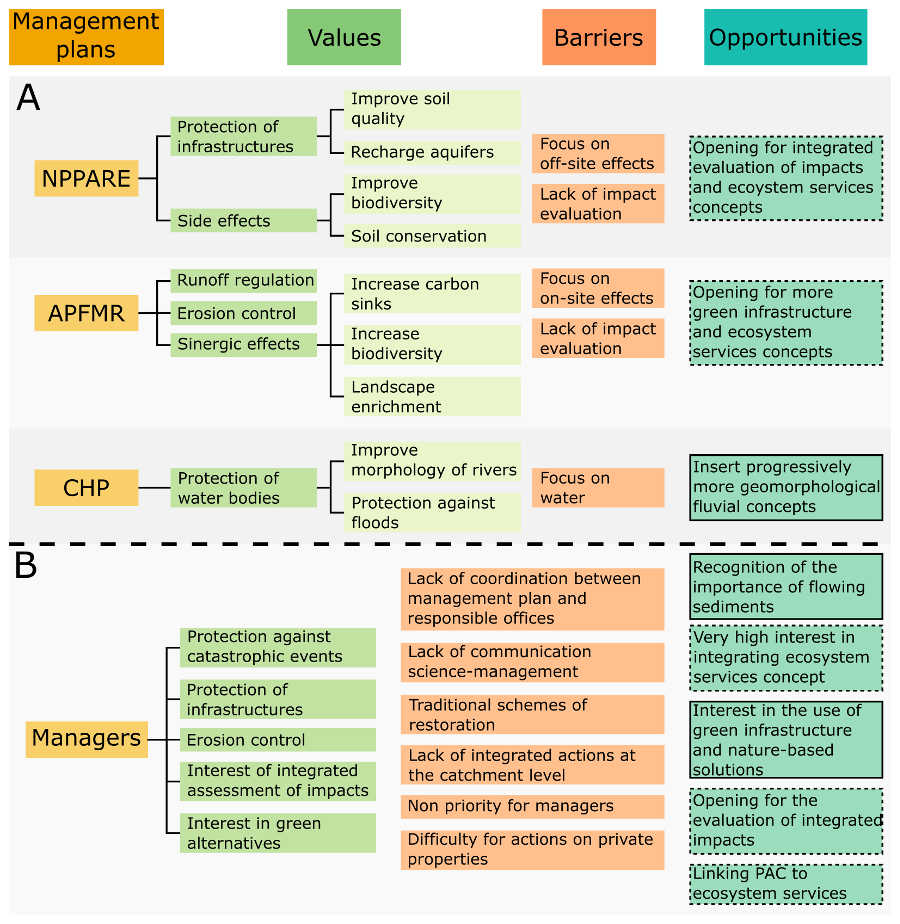 Management
plans
Values
Barriers
Opportunities
A
NPPARE
Protection of
infrastructures
Side effects
Improve soil
quality
Recharge aquifers
Improve
biodiversity
Soil conservation
Focus on
off-site effects
Lack of impact
evaluation
Opening for integrated
evaluation of impacts
and ecoystem services
concepts
APFMR
Runoff regulation
Erosion control
Sinergic effects
Increase carbon
sinks
Increase
biodiversity
Landscape
enrichment
Focus on
on-site effects
Lack of impact
evaluation
Opening for more
green infrastructure
and ecosystem
services concepts
CHP
Protection of
water bodies
Improve
morphology of rivers
Protection against
floods
Focus on
water
Insert progressively
more geomorphological
fluvial concepts
B
Managers
Protection against
catastrophic events
Protection of
infrastructures
Erosion control
Interest of integrated
assessment of impacts
Interest in green
alternatives
Lack of coordination between
management plan and
responsible offices
Lack of communication
science-management
Traditional schemes of
restoration
Lack of integrated actions at
the catchment level
Non priority for managers
Difficulty for actions on private
properties
Recognition of the
importance of flowing
sediments
Very high interest in
integrating ecosystem
services concept
Interest in the use of
green infrastructure
and nature-based
solutions
Opening for the
evaluation of integrated
impacts
Linking PAC to
ecosystem services